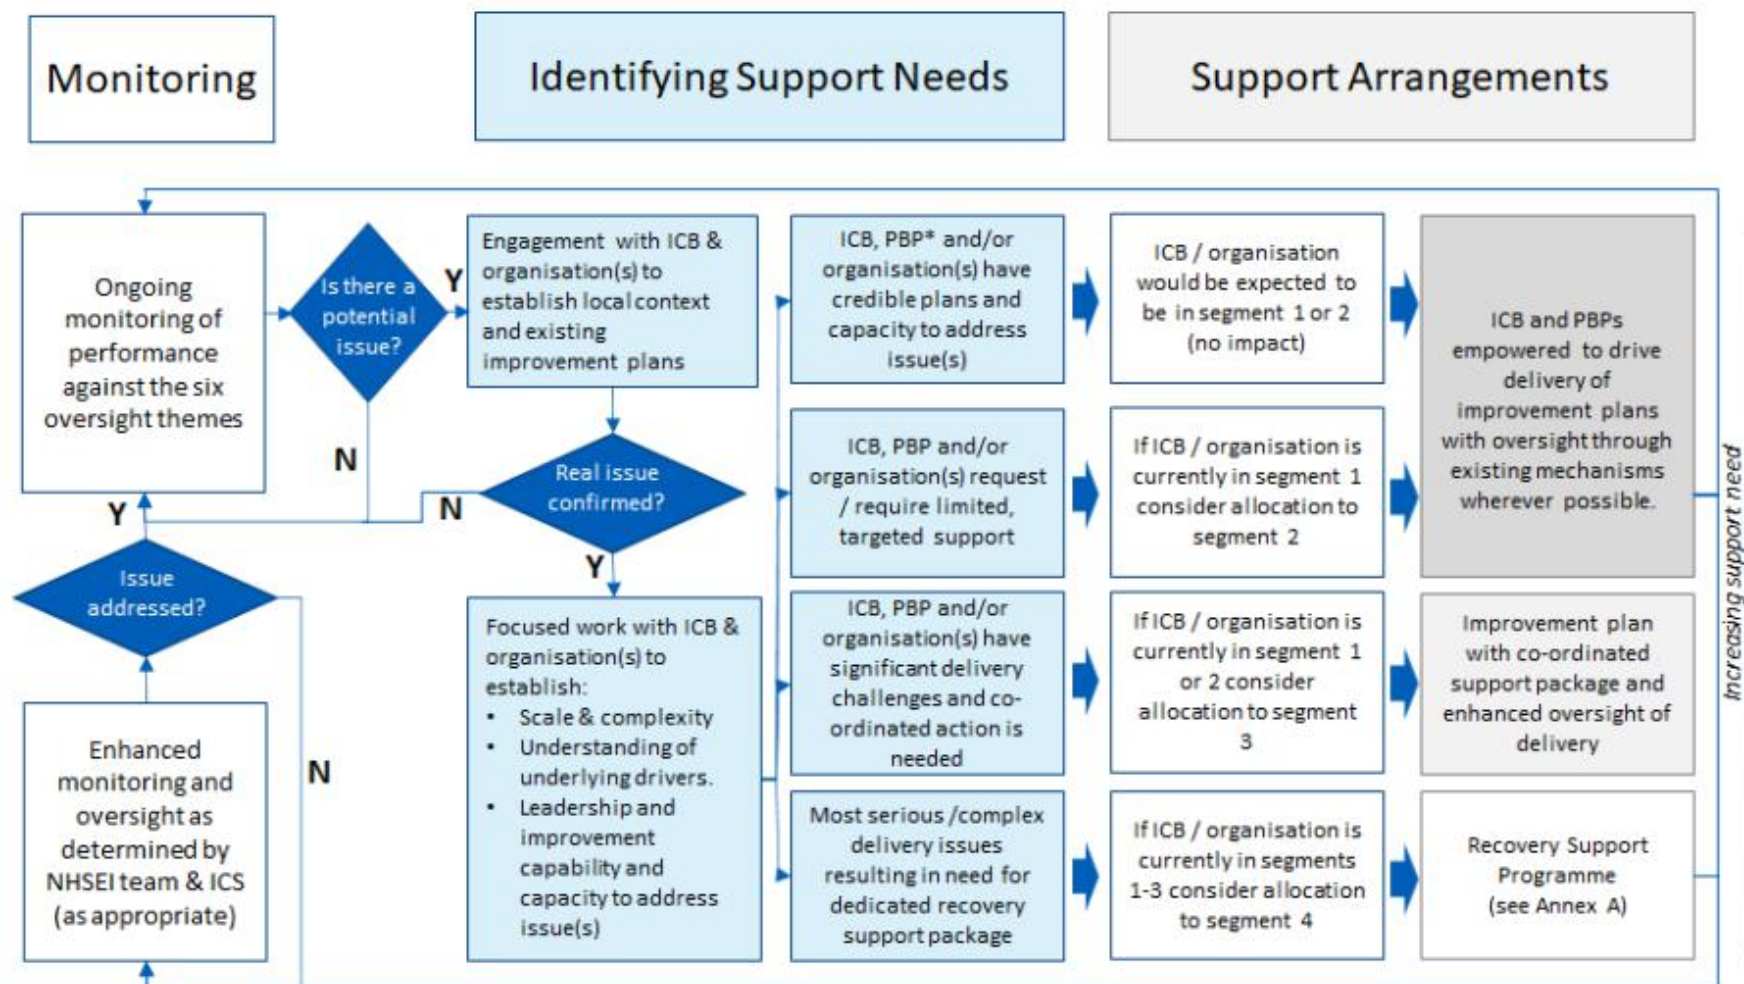 Monitoring
Identifying Support Needs
Support Arrangements
Ongoing
monitoring of
performance
against the six
oversight themes
Is there a
potential
issue?
Y
N
Engagement with ICB &
organisation(s) to
establish local context
and existing
improvement plans
Real issue
confirmed?
N
Y
Focused work with ICB &
organisation(s) to
establish:
• Scale & complexity
• Understanding of
underlying drivers.
• Leadership and
improvement
capability and
capacity to address
issue(s)
Y
Issue
addressed?
N
Enhanced
monitoring and
oversight as
determined by
NHSEI team & ICS
(as appropriate)
ICB, PBP* and/or
organisation(s) have
credible plans and
capacity to address
issue(s)
ICB / organisation
would be expected to
be in segment 1 or 2
(no impact)
ICB and PBPs
empowered to drive
delivery of
improvement plans
with oversight through
existing mechanisms
wherever possible.
ICB, PBP and/or
organisation(s) request
/ require limited,
targeted support
If ICB / organisation is
currently in segment 1
consider allocation to
segment 2
ICB, PBP and/or
organisation(s) have
significant delivery
challenges and co-
ordinated action is
needed
If ICB / organisation is
currently in segment 1
or 2 consider
allocation to segment
3
Improvement plan
with co-ordinated
support package and
enhanced oversight of
delivery
Most serious /complex
delivery issues
resulting in need for
dedicated recovery
support package
If ICB / organisation is
currently in segments
1-3 consider allocation
to segment 4
Recovery Support
Programme
(see Annex A)
Increasing support need